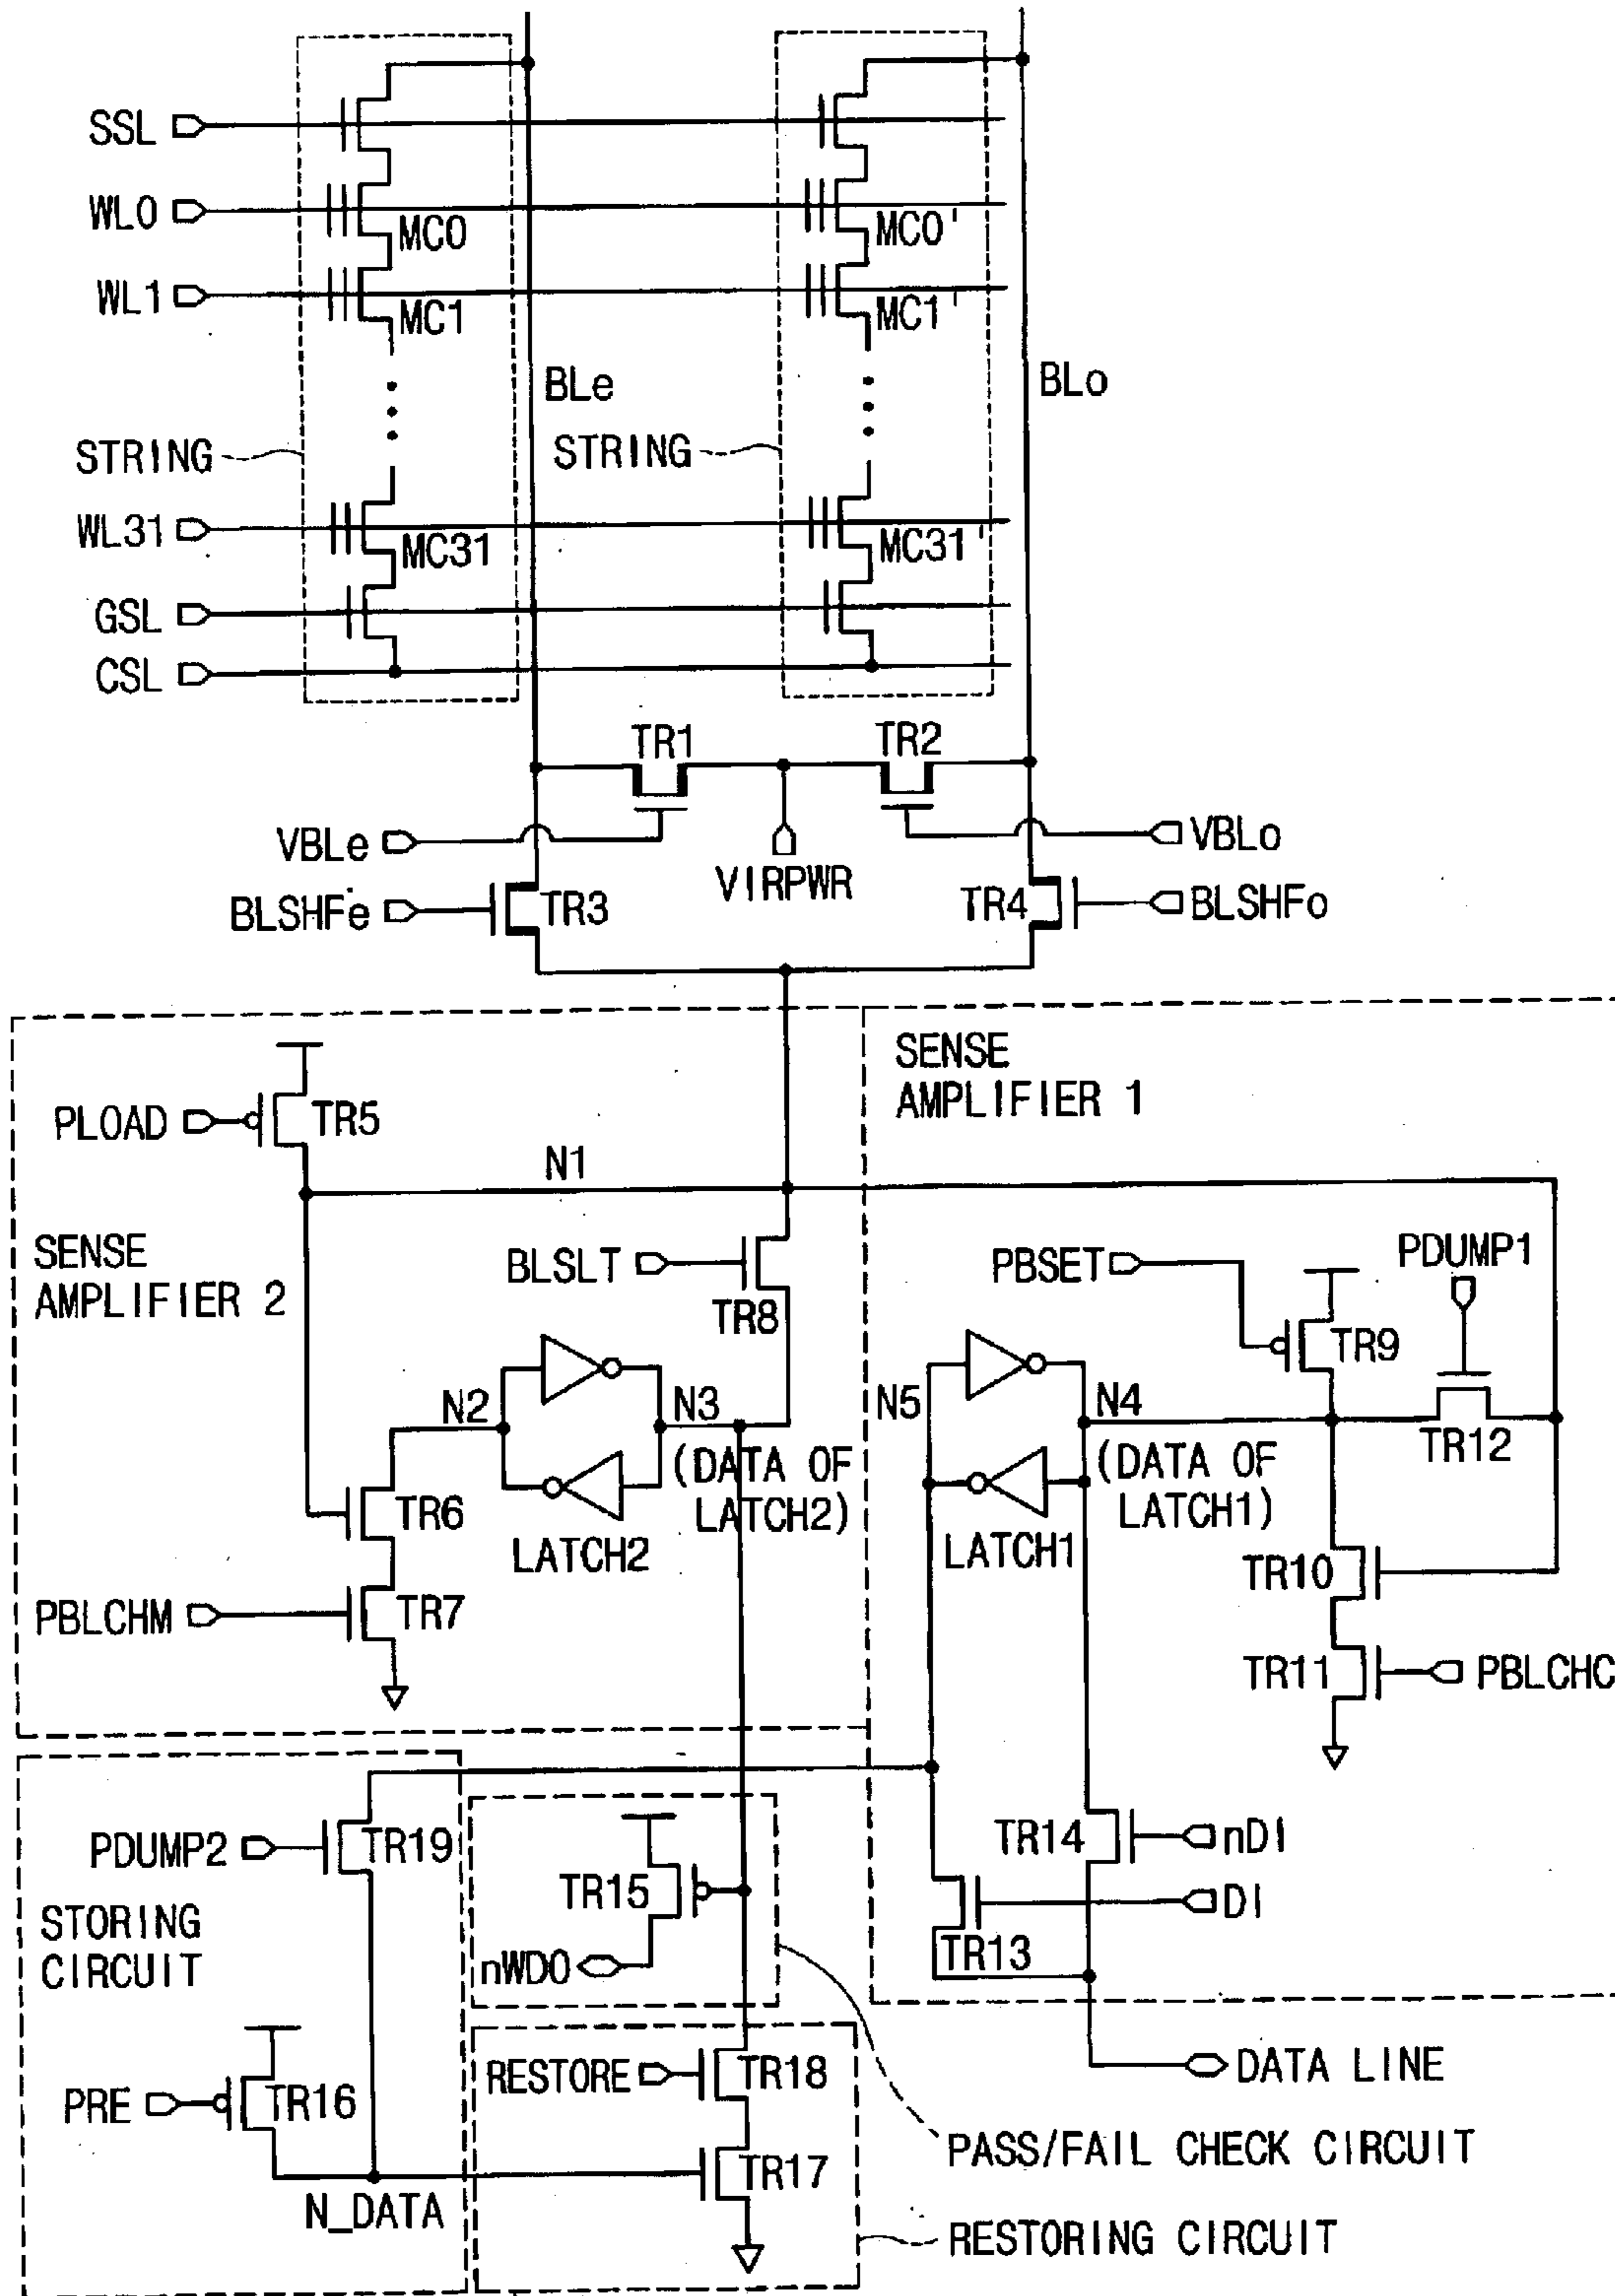 SSL
WL0
MC0
MC0'
WL1
MC1
MC1'
BLe
BLo
STRING
STRING
WL31
MC31
MC31'
GSL
CSL
TR1
TR2
VBLe
VBLo
VIRPWR
BLSHFe
TR3
TR4
BLSHFo
SENSE
AMPLIFIER 1
PLOAD
TR5
N1
SENSE
AMPLIFIER 2
BLSLT
TR8
PBSET
PDUMP1
TR9
N2
N3
(DATA OF
LATCH2)
N5
N4
(DATA OF
LATCH1)
TR12
TR6
LATCH2
LATCH1
TR10
PBLCHM
TR7
TR11
PBLCHC
PDUMP2
TR19
TR14
nDI
TR15
DI
STORING
CIRCUIT
nWDO
TR13
RESTORE
TR18
DATA LINE
PRE
TR16
TR17
PASS/FAIL CHECK CIRCUIT
N_DATA
RESTORING CIRCUIT